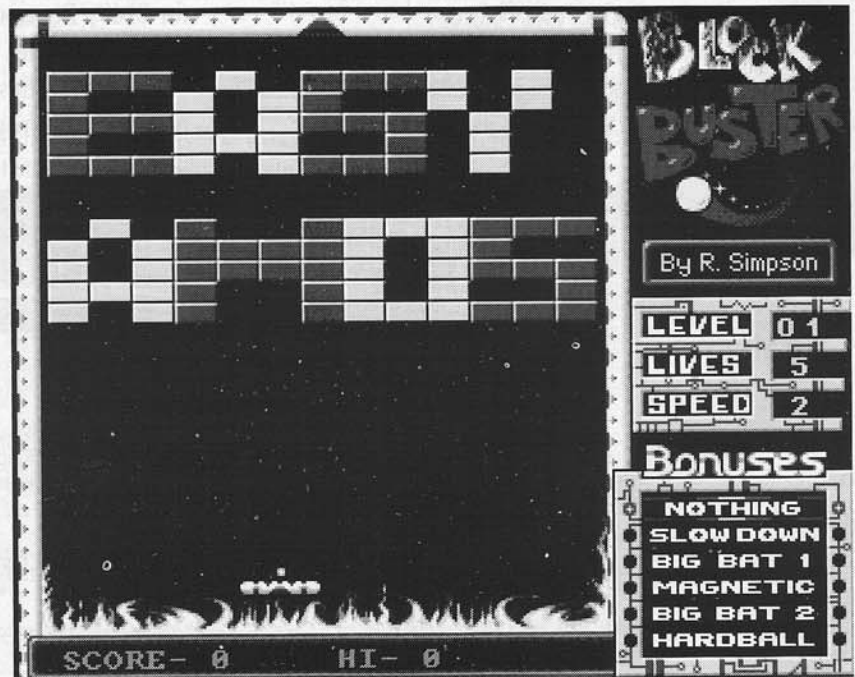 BLOCK
BUSTER
EASY
AMOS
By R. Simpson
LEVEL 01
LIVES 5
SPEED 2
Bonuses
NOTHING
SLOW DOWN
BIG BAT 1
MAGNETIC
BIG BAT 2
HARDBALL
SCORE- 0 HI- 0